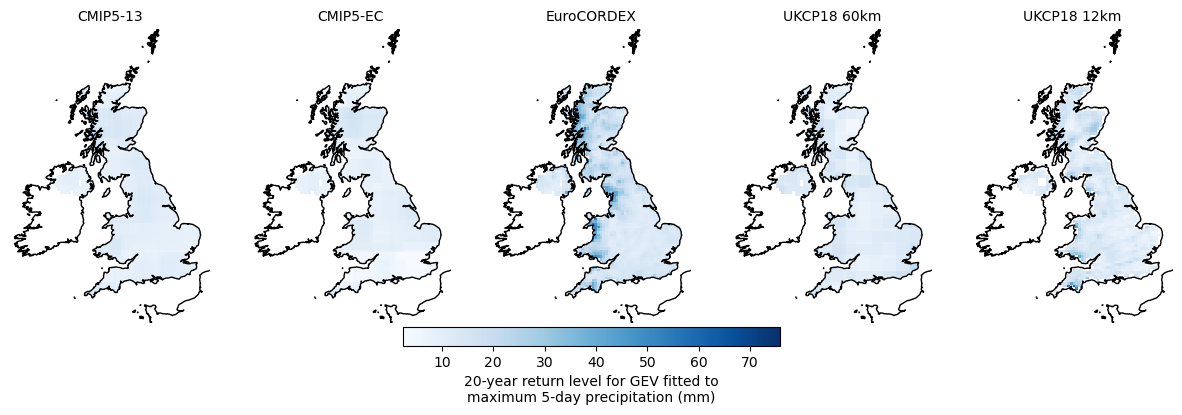 CMIP5-13
CMIP5-EC
EuroCORDEX
UKCP18 60km
UKCP18 12km
10 20 30 40 50 60 70
20-year return level for GEV fitted to
maximum 5-day precipitation (mm)